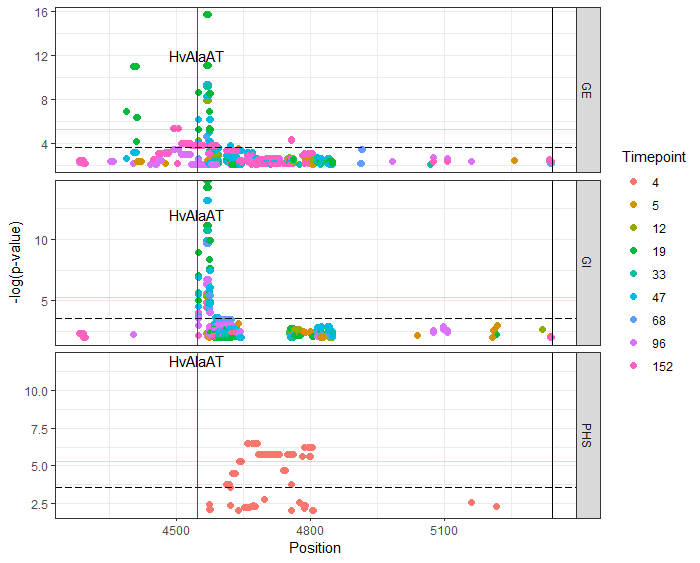 16
12
8
4
HvAlaAT
GE
10
5
HvAlaAT
GI
-log(p-value)
10.0
7.5
5.0
2.5
HvAlaAT
PHS
4500
4800
5100
Position
Timepoint
4
5
12
19
33
47
68
96
152